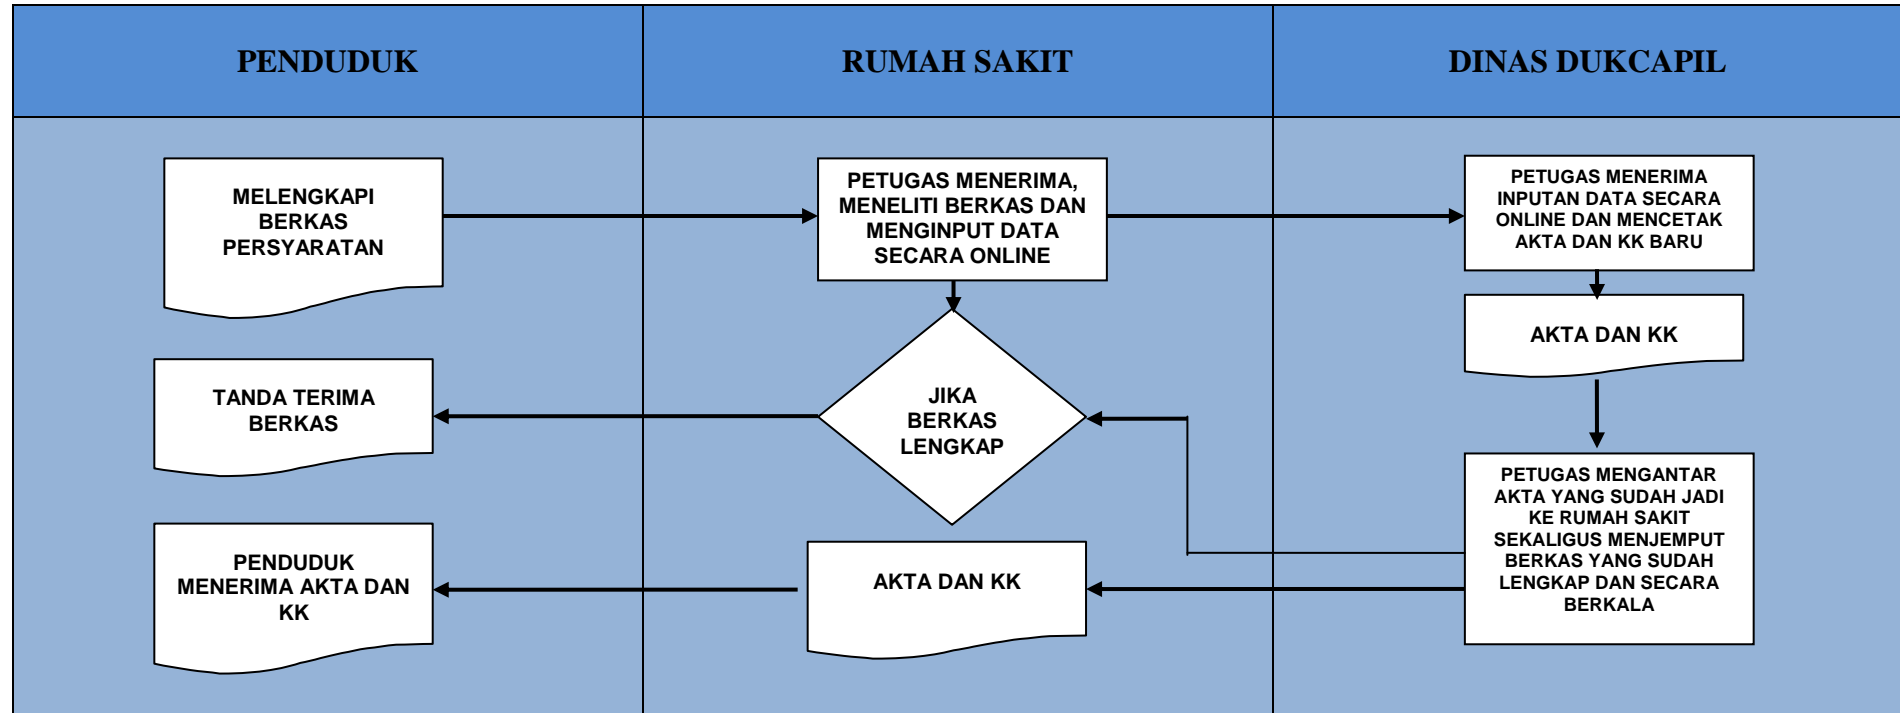 PENDUDUK
RUMAH SAKIT
DINAS DUKCAPIL
MELENGKAPI
BERKAS
PERSYARATAN
PETUGAS MENERIMA,
MENELITI BERKAS DAN
MENGINPUT DATA
SECARA ONLINE
PETUGAS MENERIMA
INPUTAN DATA SECARA
ONLINE DAN MENCETAK
AKTA DAN KK BARU
AKTA DAN KK
TANDA TERIMA
BERKAS
JIKA
BERKAS
LENGKAP
PETUGAS MENGANTAR
AKTA YANG SUDAH JADI
KE RUMAH SAKIT
SEKALIGUS MENJEMPUT
BERKAS YANG SUDAH
LENGKAP DAN SECARA
BERKALA
PENDUDUK
MENERIMA AKTA DAN
KK
AKTA DAN KK